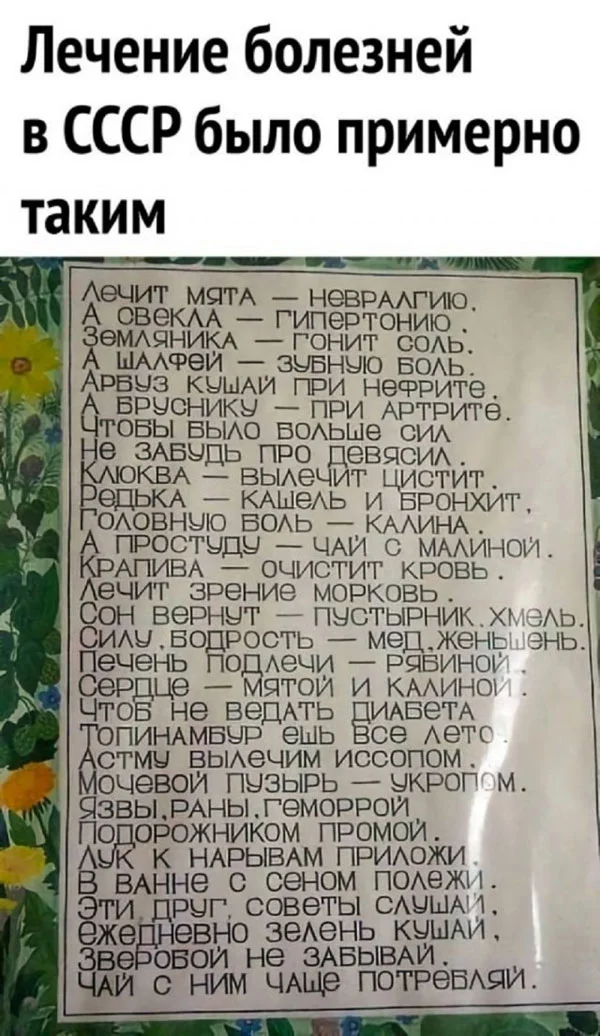 Лечение болезней
в СССР было примерно
таким
Лечит мята — невралгию.
А свекла — гипертонию.
Земляника — гонит соль.
А шалфей — зубную боль.
Арбуз кушай при нефрите.
А бруснику — при артрите.
Чтобы было больше сил
Не забудь про девясил.
Клюква — вылечит цистит.
Редька — кашель и бронхит,
Головную боль — калина.
А простуду — чай с малиной.
Крапива — очистит кровь.
Лечит зрение морковь.
Сон вернут — пустырник, хмель.
Силу, бодрость — мед, женьшень.
Печень подлечи — рябиной.
Сердце — мятой и калиной.
Чтоб не ведать диабета
Топинамбур ешь все лето.
Астму вылечим иссопом.
Мочевой пузырь — укропом.
Язвы, раны, геморрой
Подорожником промой.
Лук к нарывам приложи.
В ванне с сеном полежи.
Эти, друг, советы слушай,
Ежедневно зелень кушай,
Зверобой не забывай.
Чай с ним чаще потребляй.